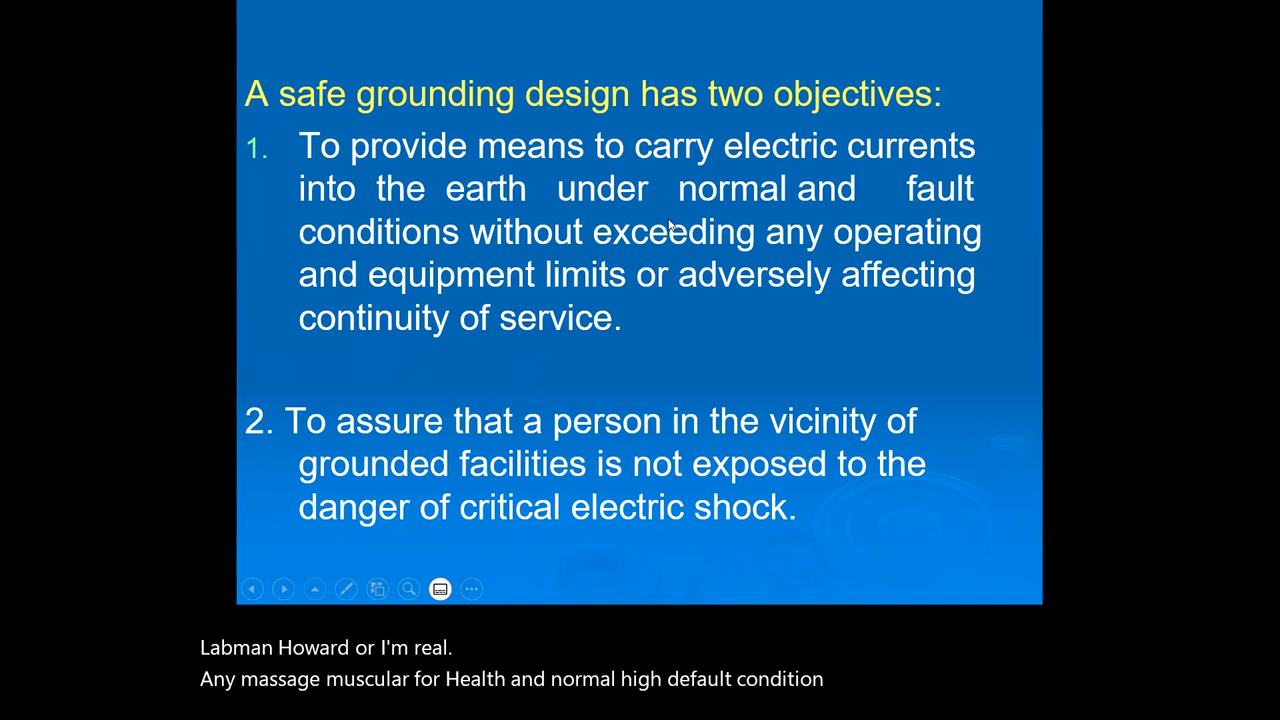 A safe grounding design has two objectives:
1. To provide means to carry electric currents
into the earth under normal and fault
conditions without exceeding any operating
and equipment limits or adversely affecting
continuity of service.
2. To assure that a person in the vicinity of
grounded facilities is not exposed to the
danger of critical electric shock.
Labman Howard or I'm real.
Any massage muscular for Health and normal high default condition